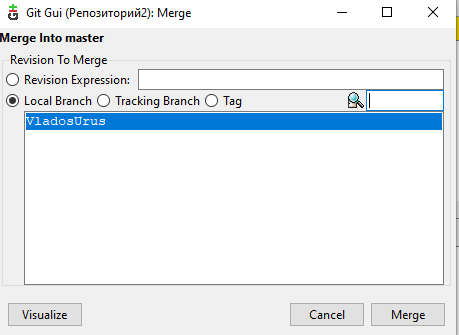 Git Gui (Репозиторий2): Merge
Merge Into master
Revision To Merge
Revision Expression:
Local Branch Tracking Branch Tag
VladosUrus
Visualize Cancel Merge